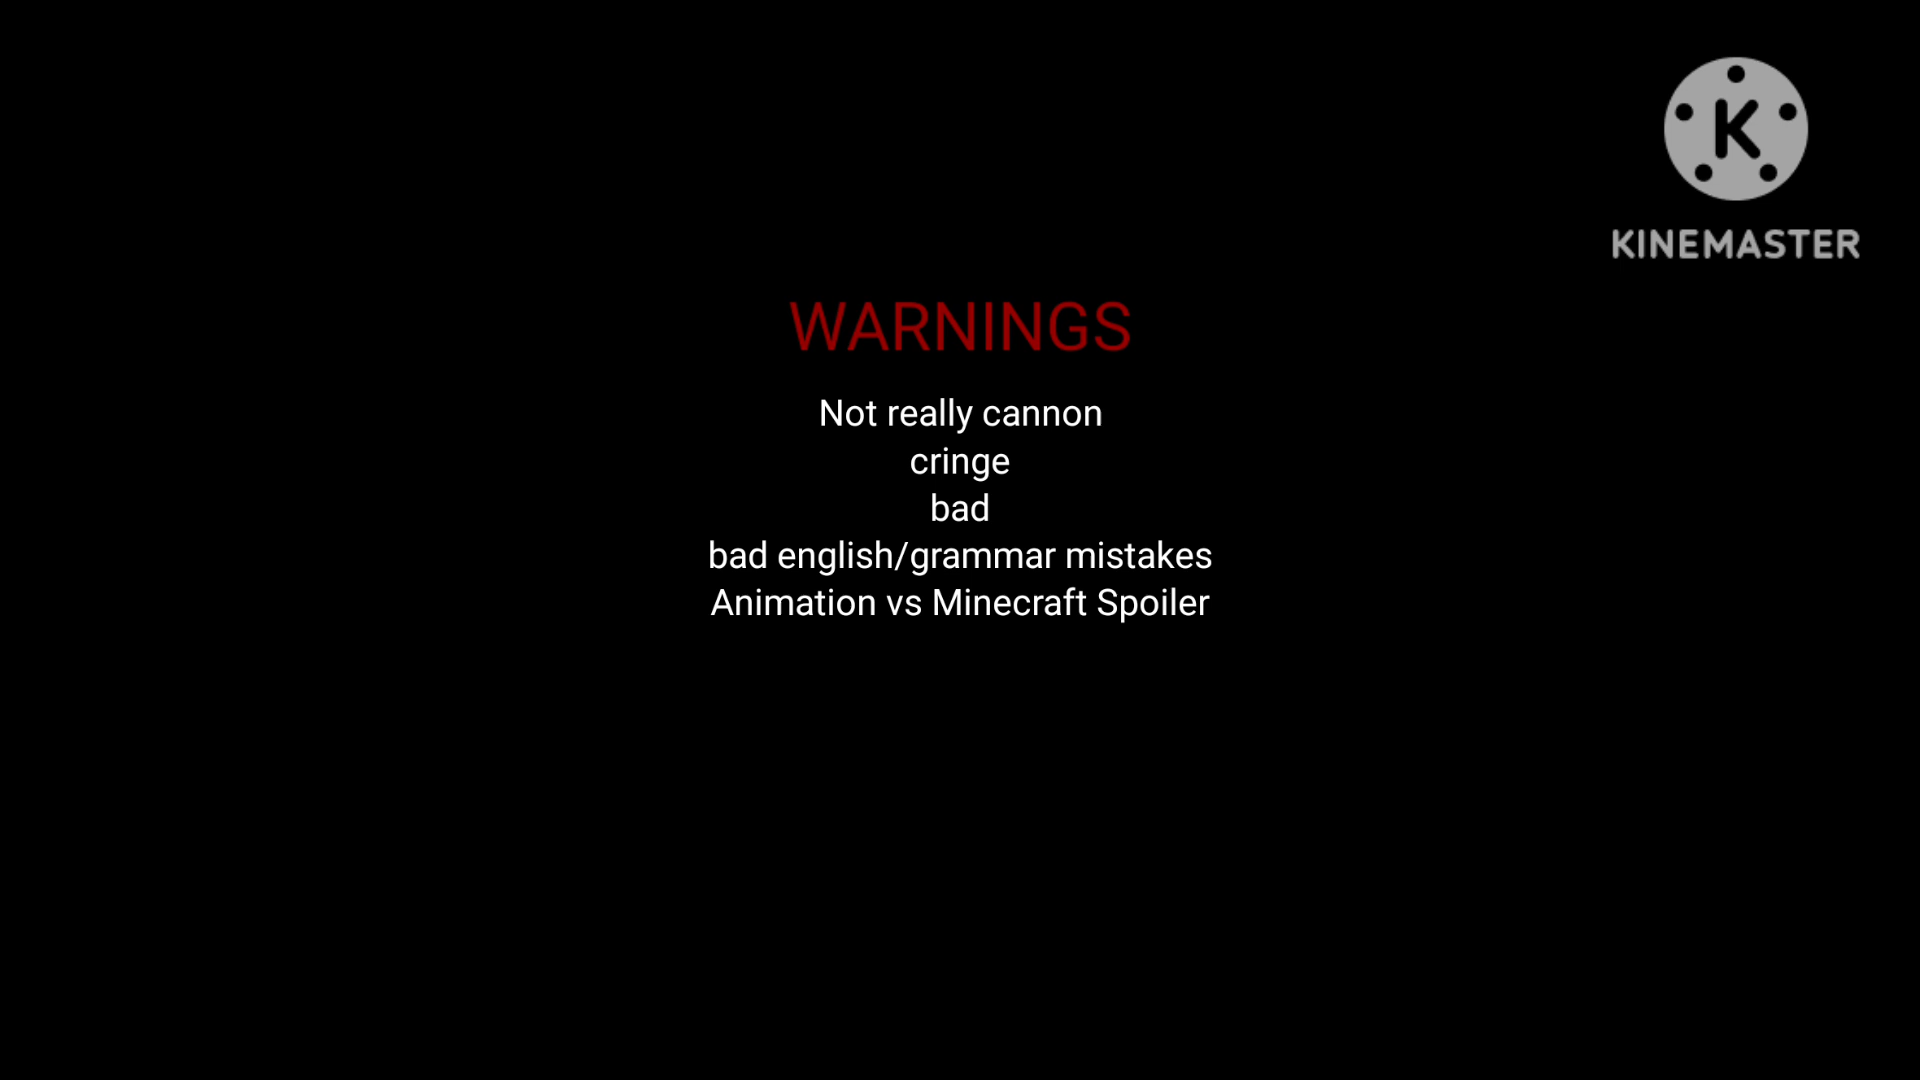 K
KINEMASTER
WARNINGS
Not really cannon
cringe
bad
bad english/grammar mistakes
Animation vs Minecraft Spoiler